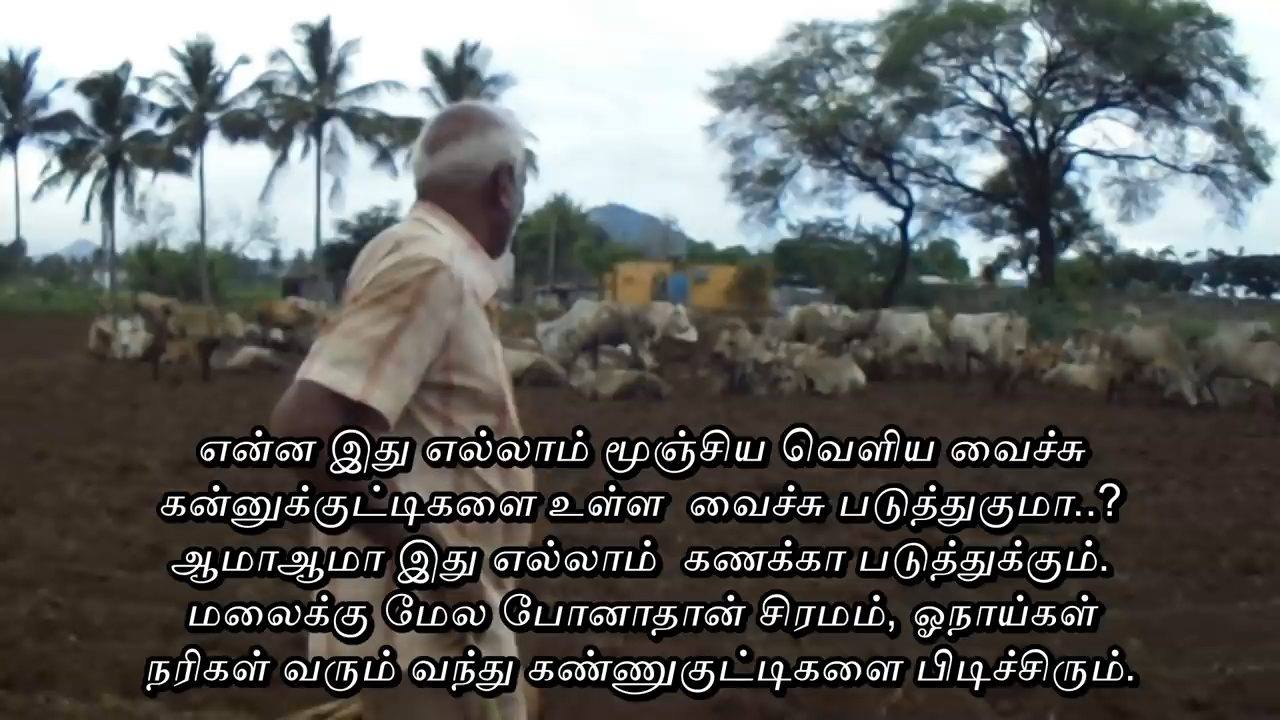 என்ன இது எல்லாம் மூஞ்சிய வெளிய வைச்சு
கன்னுக்குட்டிகளை உள்ள வைச்சு படுத்துகுமா..?
ஆமாஆமா இது எல்லாம் கணக்கா படுத்துக்கும்.
மலைக்கு மேல போனாதான் சிரமம், ஓநாய்கள்
நரிகள் வரும் வந்து கண்ணுகுட்டிகளை பிடிச்சிரும்.